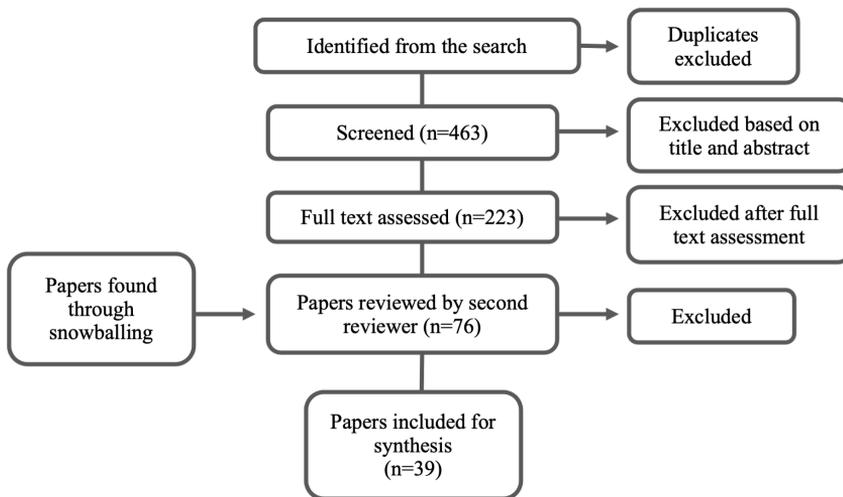 Identified from the search
Duplicates
excluded
Screened (n=463)
Excluded based on
title and abstract
Full text assessed (n=223)
Excluded after full
text assessment
Papers found
through
snowballing
Papers reviewed by second
reviewer (n=76)
Excluded
Papers included for
synthesis
(n=39)